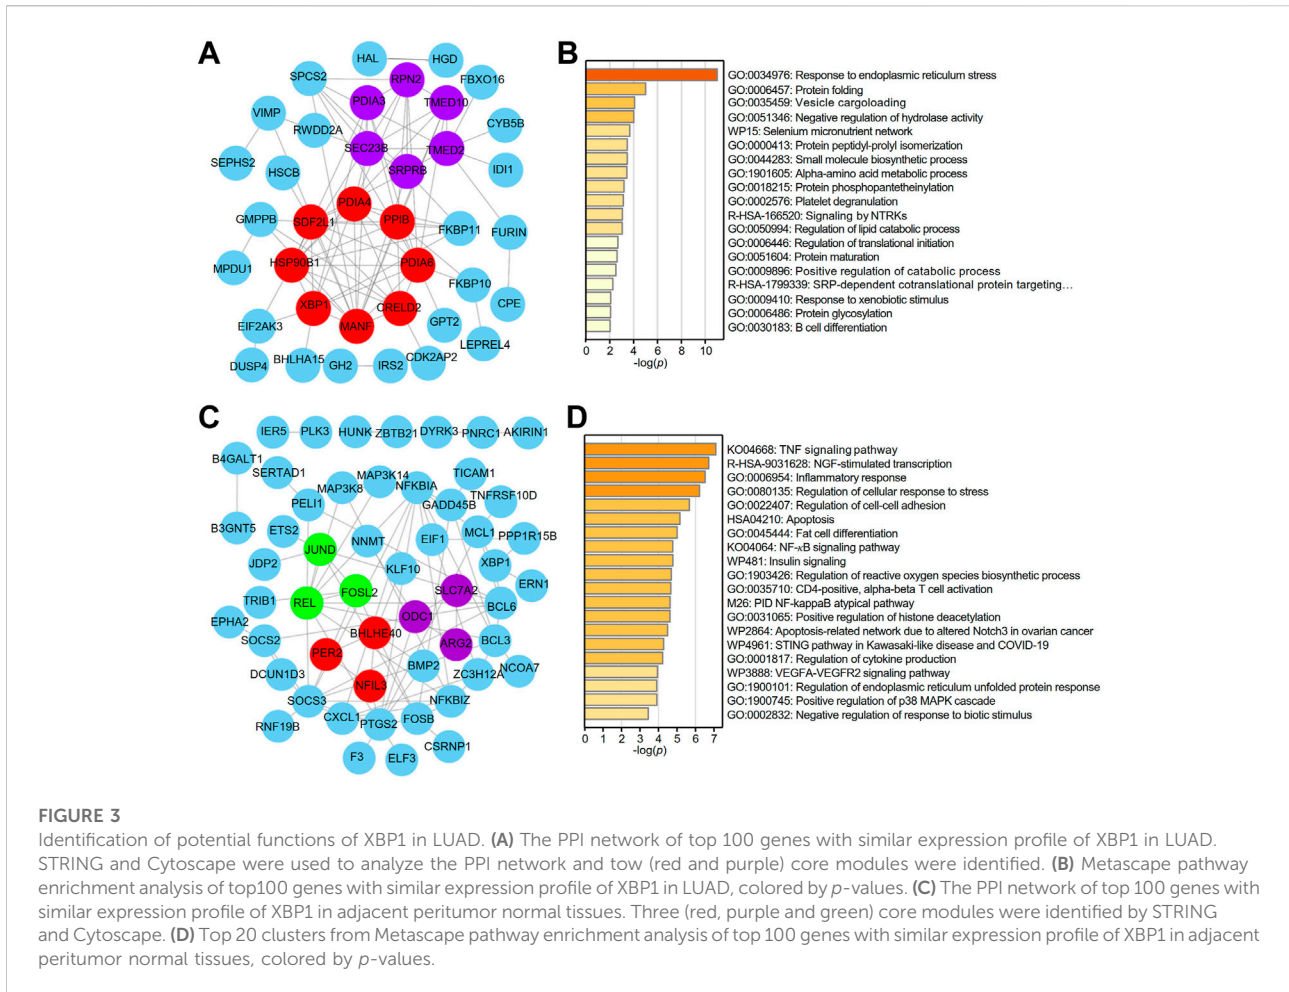 A
HAL
HGD
SPCS2
RPN2
FBXO16
PDIA3
TMED10
VIMP
RWDD2A
CYB5B
SEC23B
TMED2
SEPHS2
HSCB
SRPRB
IDI1
PDIA4
GMPPB
SDF2L1
PPIB
FKBP11
FURIN
MPDU1
HSP90B1
PDIA6
FKBP10
XBP1
CRELD2
CPE
EIF2AK3
MANF
GPT2
LEPREL4
DUSP4
BHLHA15
GH2
IRS2
CDK2AP2
B
GO:0034976: Response to endoplasmic reticulum stress
GO:0006457: Protein folding
GO:0035459: Vesicle cargoloading
GO:0051346: Negative regulation of hydrolase activity
WP15: Selenium micronutrient network
GO:0000413: Protein peptidyl-prolyl isomerization
GO:0044283: Small molecule biosynthetic process
GO:1901605: Alpha-amino acid metabolic process
GO:0018215: Protein phosphopantetheinylation
GO:0002576: Platelet degranulation
R-HSA-166520: Signaling by NTRKs
GO:0050994: Regulation of lipid catabolic process
GO:0006446: Regulation of translational initiation
GO:0051604: Protein maturation
GO:0009896: Positive regulation of catabolic process
R-HSA-1799339: SRP-dependent cotranslational protein targeting…
GO:0009410: Response to xenobiotic stimulus
GO:0006486: Protein glycosylation
GO:0030183: B cell differentiation
0 2 4 6 8 10
-log(p)
C
IER5
PLK3
HUNK
ZBTB21
DYRK3
PNRC1
AKIRIN1
B4GALT1
SERTAD1
MAP3K14
TICAM1
MAP3K8
NFKBIA
TNFRSF10D
PELI1
GADD45B
B3GNT5
ETS2
NNMT
EIF1
MCL1
PPP1R15B
JUND
JDP2
KLF10
XBP1
ERN1
TRIB1
REL
FOSL2
SLC7A2
BCL6
EPHA2
ODC1
SOCS2
BHLHE40
ARG2
BCL3
PER2
DCUN1D3
BMP2
ZC3H12A
NCOA7
SOCS3
NFIL3
NFKBIZ
RNF19B
CXCL1
PTGS2
FOSB
CSRNP1
F3
ELF3
D
KO04668: TNF signaling pathway
R-HSA-9031628: NGF-stimulated transcription
GO:0006954: Inflammatory response
GO:0080135: Regulation of cellular response to stress
GO:0022407: Regulation of cell-cell adhesion
HSA04210: Apoptosis
GO:0045444: Fat cell differentiation
KO04064: NF-κB signaling pathway
WP481: Insulin signaling
GO:1903426: Regulation of reactive oxygen species biosynthetic process
GO:0035710: CD4-positive, alpha-beta T cell activation
M26: PID NF-kappaB atypical pathway
GO:0031065: Positive regulation of histone deacetylation
WP2864: Apoptosis-related network due to altered Notch3 in ovarian cancer
WP4961: STING pathway in Kawasaki-like disease and COVID-19
GO:0001817: Regulation of cytokine production
WP3888: VEGFA-VEGFR2 signaling pathway
GO:1900101: Regulation of endoplasmic reticulum unfolded protein response
GO:1900745: Positive regulation of p38 MAPK cascade
GO:0002832: Negative regulation of response to biotic stimulus
0 1 2 3 4 5 6 7
-log(p)
FIGURE 3
Identification of potential functions of XBP1 in LUAD. (A) The PPI network of top 100 genes with similar expression profile of XBP1 in LUAD.
STRING and Cytoscape were used to analyze the PPI network and tow (red and purple) core modules were identified. (B) Metascape pathway
enrichment analysis of top100 genes with similar expression profile of XBP1 in LUAD, colored by p-values. (C) The PPI network of top 100 genes with
similar expression profile of XBP1 in adjacent peritumor normal tissues. Three (red, purple and green) core modules were identified by STRING
and Cytoscape. (D) Top 20 clusters from Metascape pathway enrichment analysis of top 100 genes with similar expression profile of XBP1 in adjacent
peritumor normal tissues, colored by p-values.